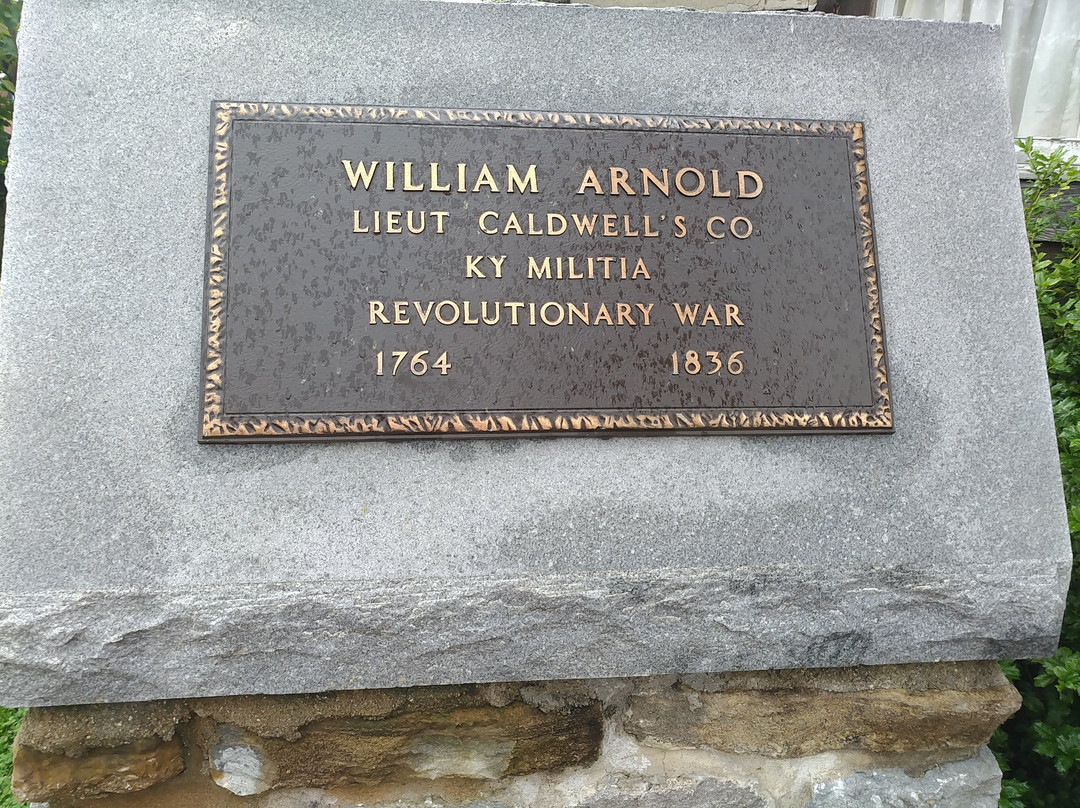 WILLIAM ARNOLD
LIEUT CALDWELL'S CO
KY MILITIA
REVOLUTIONARY WAR
1764 1836